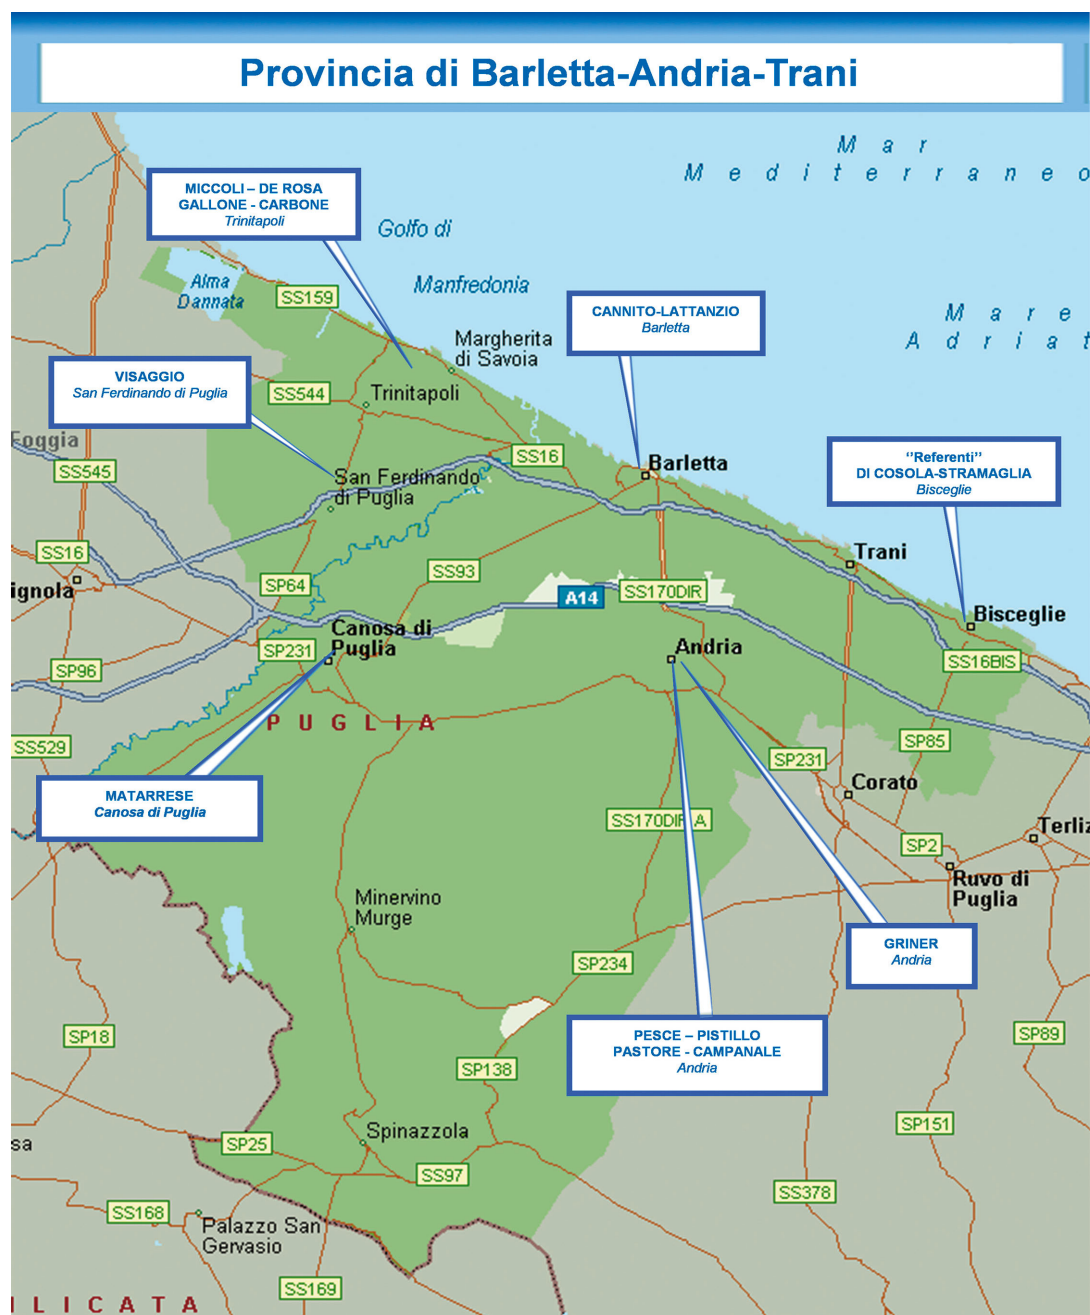 Provincia di Barletta-Andria-Trani
Mar
Mediterraneo
MICCOLI – DE ROSA
GALLONE - CARBONE
Trinitapoli
Golfo di
Manfredonia
Alma
Dannata
SS159
CANNITO-LATTANZIO
Barletta
Mare
Adriat
Margherita
di Savoia
VISAGGIO
San Ferdinando di Puglia
SS544
Trinitapoli
Foggia
SS545
SS16
Barletta
''Referenti''
DI COSOLA-STRAMAGLIA
Bisceglie
San Ferdinando
di Puglia
SS16
ignola
Trani
SP64
SS93
A14
SS170DIR
Bisceglie
Canosa di
Puglia
SP231
Andria
SS16BIS
SP96
PUGLIA
SS529
SP85
SP231
Corato
MATARRESE
Canosa di Puglia
SS170DIR A
SP2
Terliz
Ruvo di
Puglia
Minervino
Murge
GRINER
Andria
SP234
SP18
PESCE – PISTILLO
PASTORE - CAMPANALE
Andria
SP89
SP138
SP151
sa
SP25
Spinazzola
SS97
SS378
SS168
Palazzo San
Gervasio
SS169
ILICATA